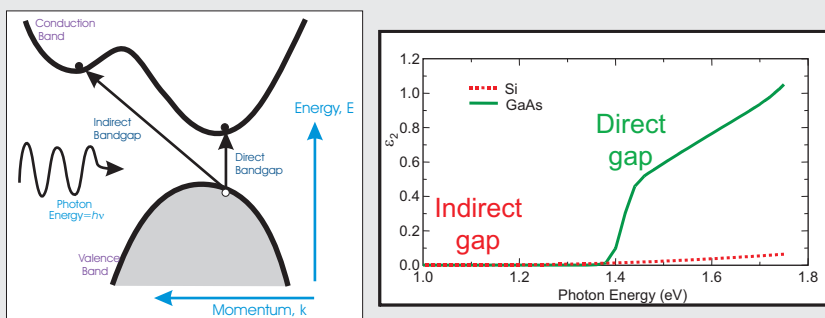 Conduction
Band
Indirect
Bandgap
Direct
Bandgap
Energy, E
Photon
Energy=hν
Valence
Band
Momentum, k
ε2
1.2
1.0
0.8
0.6
0.4
0.2
0.0
Si
GaAs
Direct
gap
Indirect
gap
1.0 1.2 1.4 1.6 1.8
Photon Energy (eV)